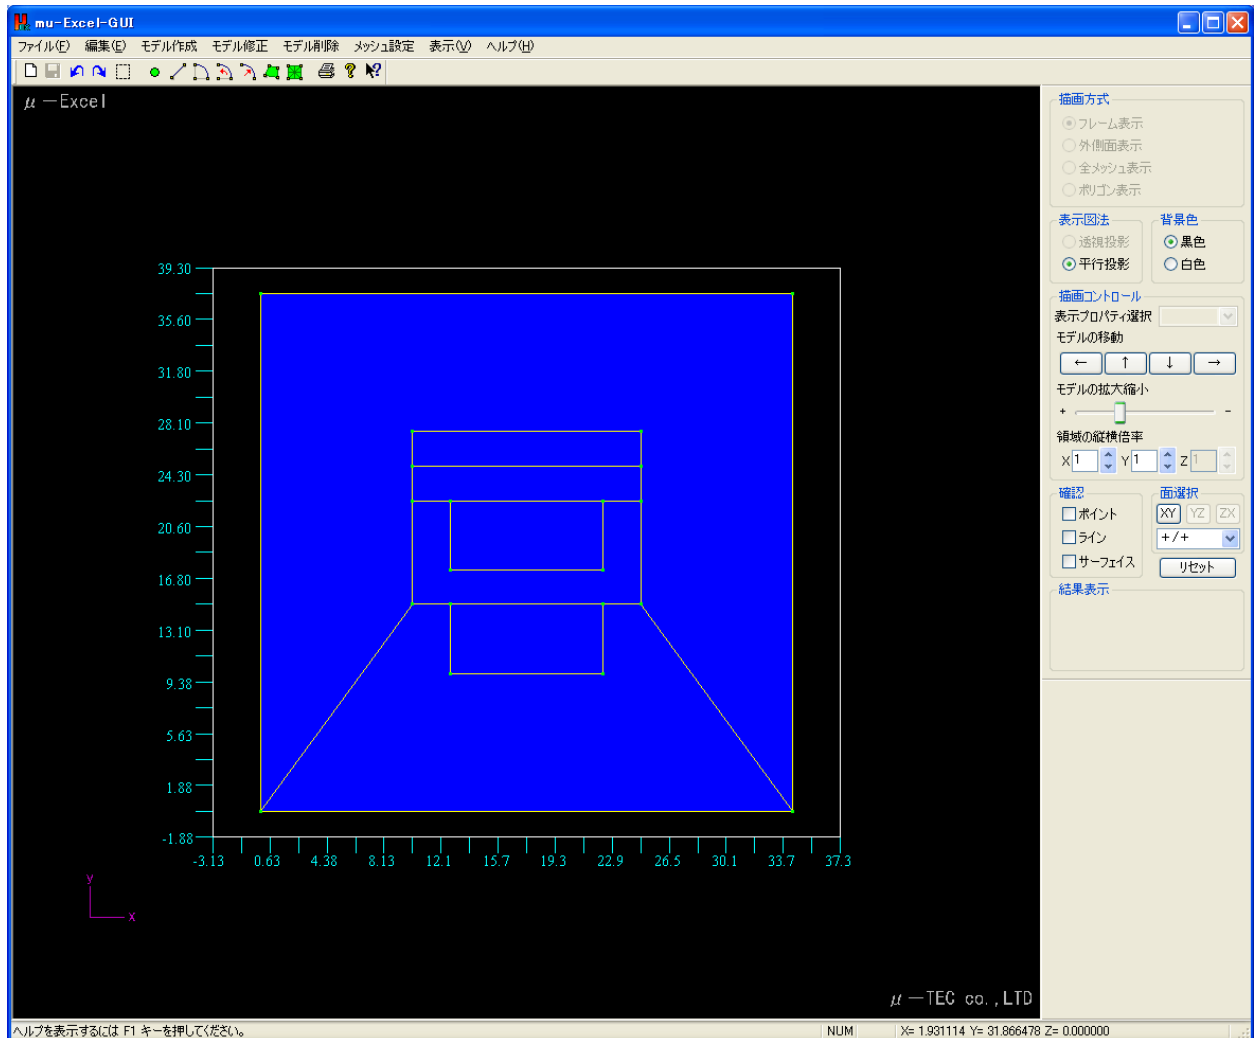 mu-Excel-GUI
ファイル(F) 編集(E) モデル作成 モデル修正 モデル削除 メッシュ設定 表示(V) ヘルプ(H)
μ－Excel
39.30
35.60
31.80
28.10
24.30
20.60
16.80
13.10
9.38
5.63
1.88
-1.88
-3.13 0.63 4.38 8.13 12.1 15.7 19.3 22.9 26.5 30.1 33.7 37.3
y
x
μ－TEC co.,LTD
描画方式
フレーム表示
外側面表示
全メッシュ表示
ポリゴン表示
表示図法
透視投影
平行投影
背景色
黒色
白色
描画コントロール
表示プロパティ選択
モデルの移動
← ↑ ↓ →
モデルの拡大縮小
+ -
領域の縦横倍率
X 1 Y 1 Z 1
確認
ポイント
ライン
サーフェイス
面選択
XY YZ ZX
+/+
リセット
結果表示
ヘルプを表示するには F1 キーを押してください。
NUM
X= 1.931114 Y= 31.866478 Z= 0.000000